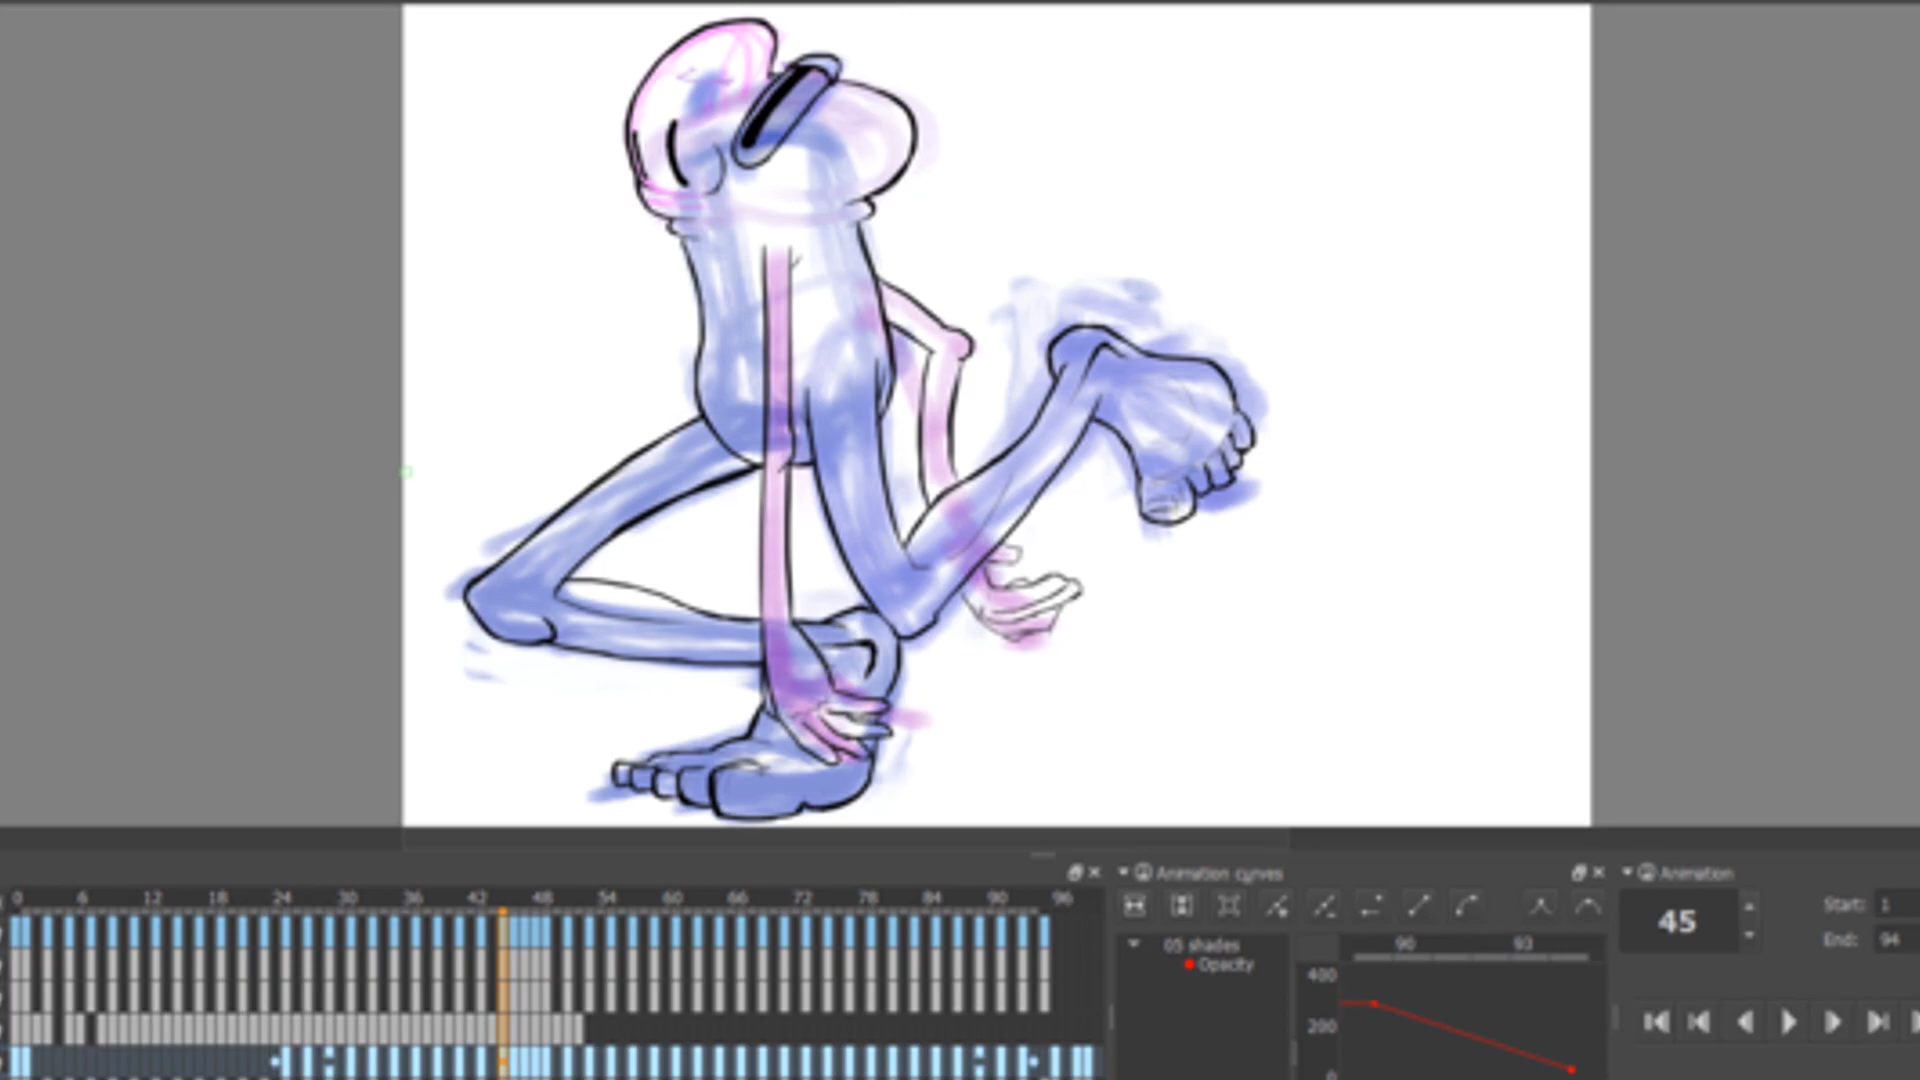 Animation curves
Animation
0 6 12 18 24 30 36 42 48 54 60 66 72 78 84 90 96
45
Start: 1
End: 94
05 shades
Opacity
90 93
400
200
0